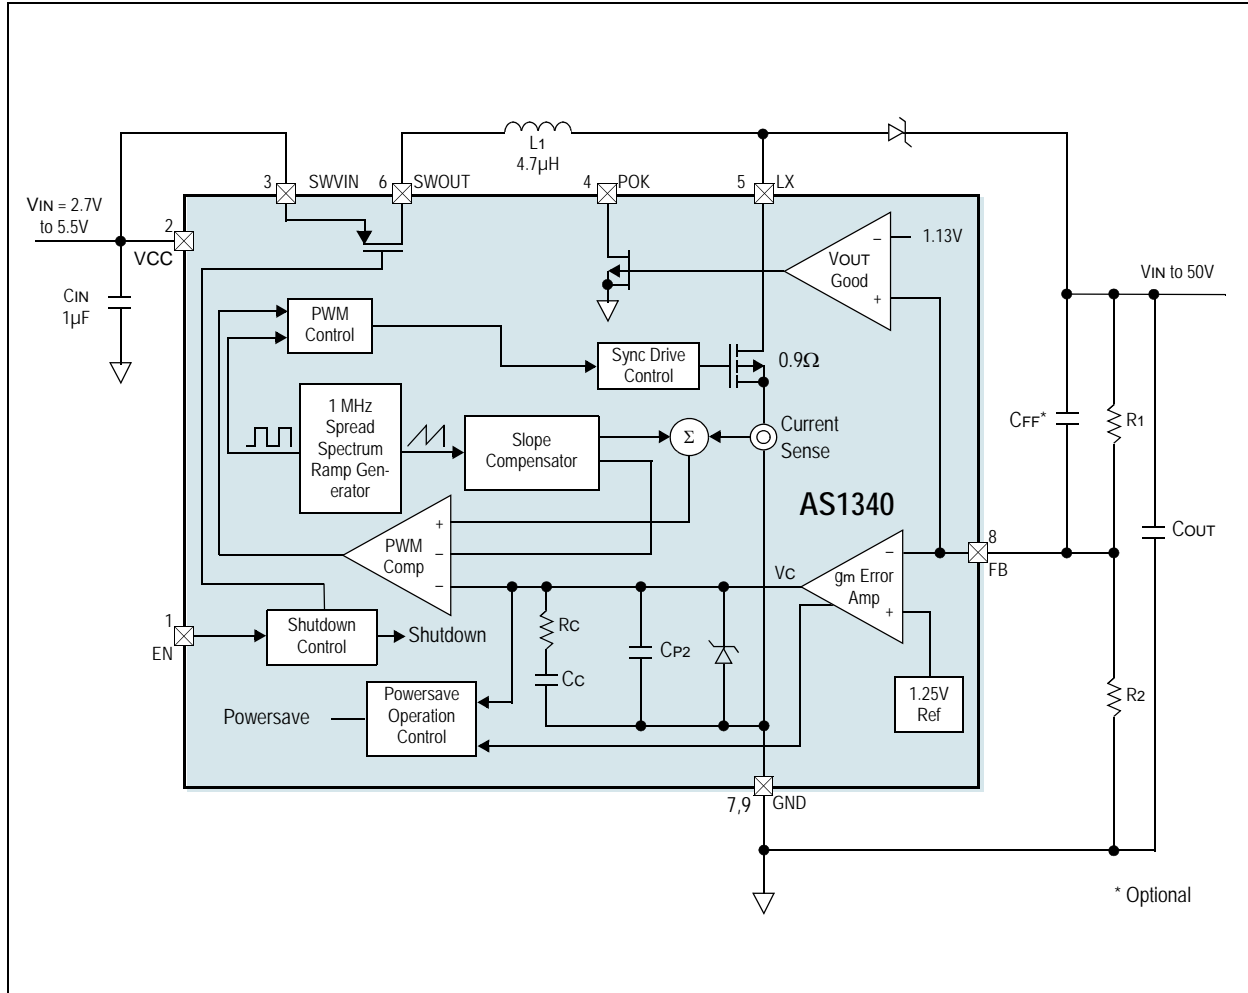 L1
4.7µH
3
SWVIN
6
SWOUT
4
POK
5
LX
VIN = 2.7V
to 5.5V
2
VCC
1.13V
VOUT
Good
−
+
VIN to 50V
CIN
1µF
PWM
Control
Sync Drive
Control
0.9Ω
1 MHz
Spread
Spectrum
Ramp Gen-
erator
Slope
Compensator
Σ
Current
Sense
CFF*
R1
AS1340
COUT
+
−
−
PWM
Comp
VC
−
+
gm Error
Amp
8
FB
1
EN
Shutdown
Control
Shutdown
RC
CC
CP2
1.25V
Ref
R2
Powersave
Powersave
Operation
Control
7,9
GND
* Optional